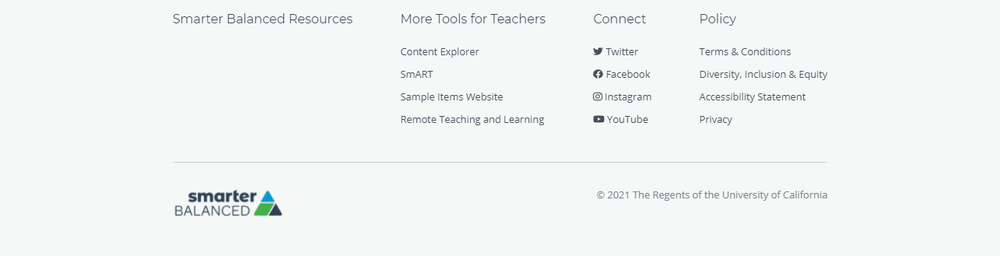 Smarter Balanced Resources
More Tools for Teachers
Content Explorer
SmART
Sample Items Website
Remote Teaching and Learning
Connect
Twitter
Facebook
Instagram
YouTube
Policy
Terms & Conditions
Diversity, Inclusion & Equity
Accessibility Statement
Privacy
smarter
BALANCED
© 2021 The Regents of the University of California